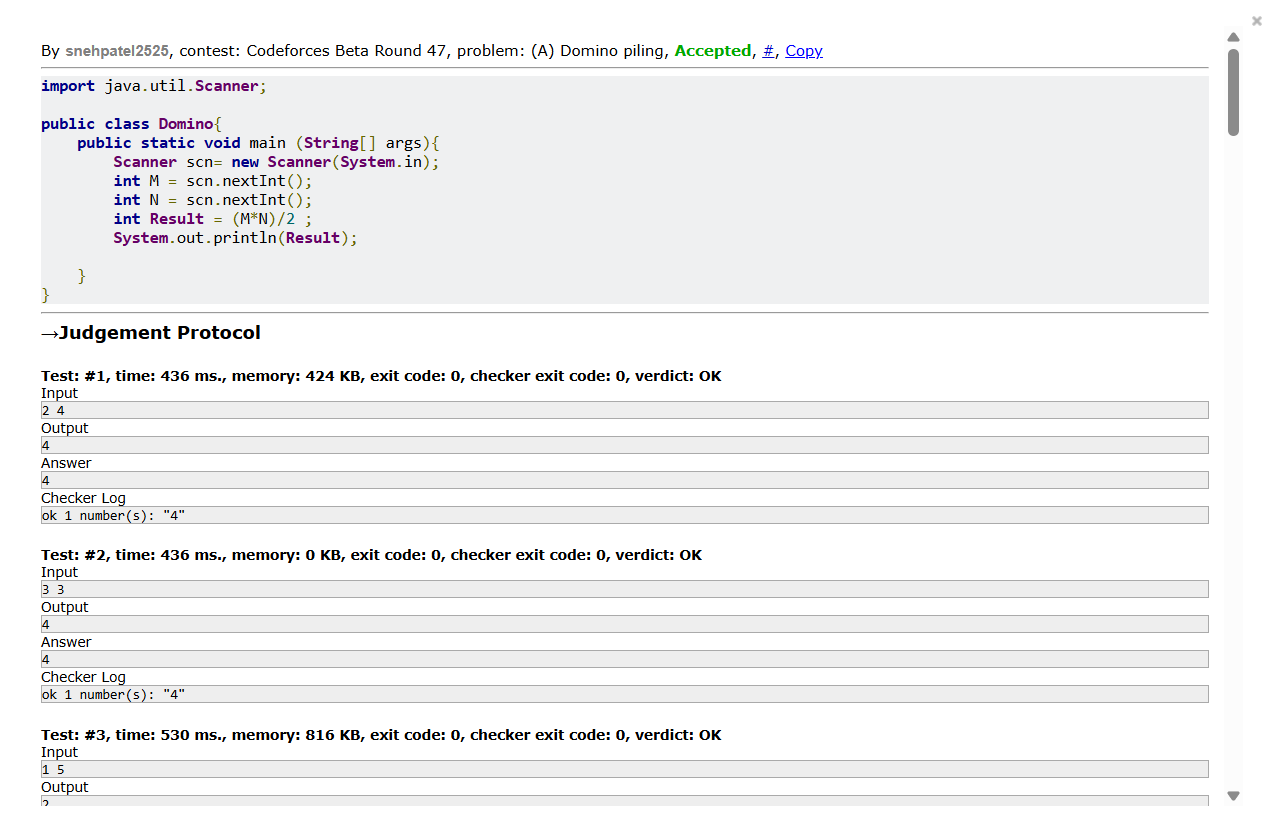 By snehpatel2525, contest: Codeforces Beta Round 47, problem: (A) Domino piling, Accepted, #, Copy
import java.util.Scanner;
public class Domino{
    public static void main (String[] args){
        Scanner scn= new Scanner(System.in);
        int M = scn.nextInt();
        int N = scn.nextInt();
        int Result = (M*N)/2 ;
        System.out.println(Result);
    }
}
→Judgement Protocol
Test: #1, time: 436 ms., memory: 424 KB, exit code: 0, checker exit code: 0, verdict: OK
Input
2 4
Output
4
Answer
4
Checker Log
ok 1 number(s): "4"
Test: #2, time: 436 ms., memory: 0 KB, exit code: 0, checker exit code: 0, verdict: OK
Input
3 3
Output
4
Answer
4
Checker Log
ok 1 number(s): "4"
Test: #3, time: 530 ms., memory: 816 KB, exit code: 0, checker exit code: 0, verdict: OK
Input
1 5
Output
2